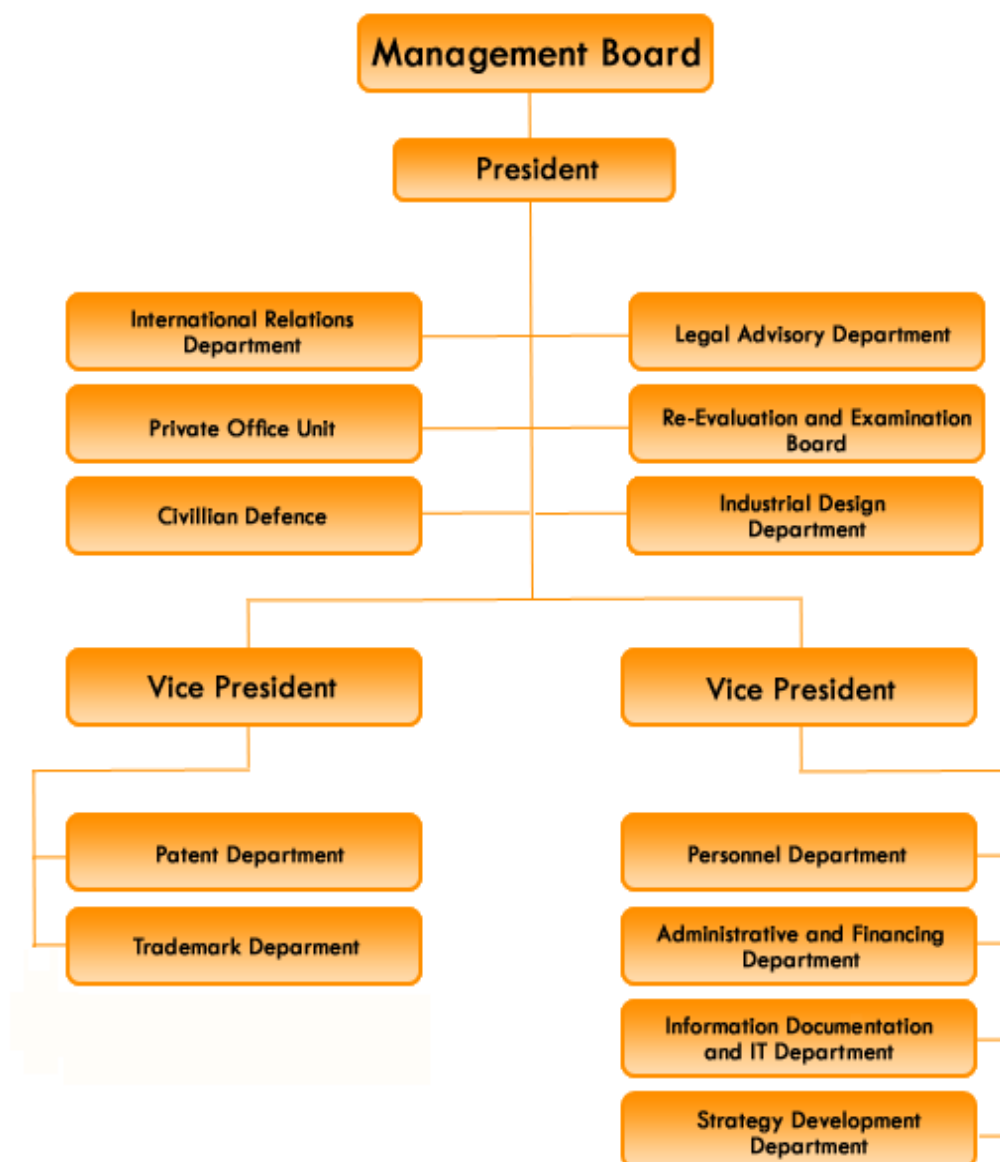 Management Board
President
International Relations
Department
Legal Advisory Department
Private Office Unit
Re-Evaluation and Examination
Board
Civillian Defence
Industrial Design
Department
Vice President
Vice President
Patent Department
Trademark Deparment
Personnel Department
Administrative and Financing
Department
Information Documentation
and IT Department
Strategy Development
Department